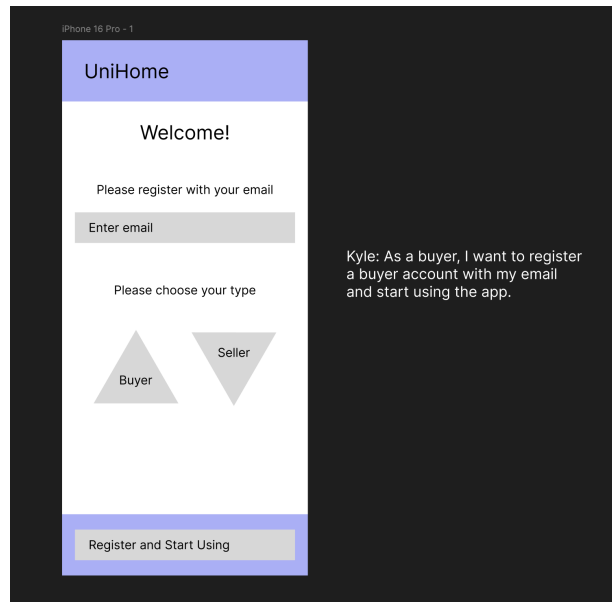 iPhone 16 Pro - 1
UniHome
Welcome!
Please register with your email
Enter email
Please choose your type
Buyer
Seller
Register and Start Using
Kyle: As a buyer, I want to register
a buyer account with my email
and start using the app.